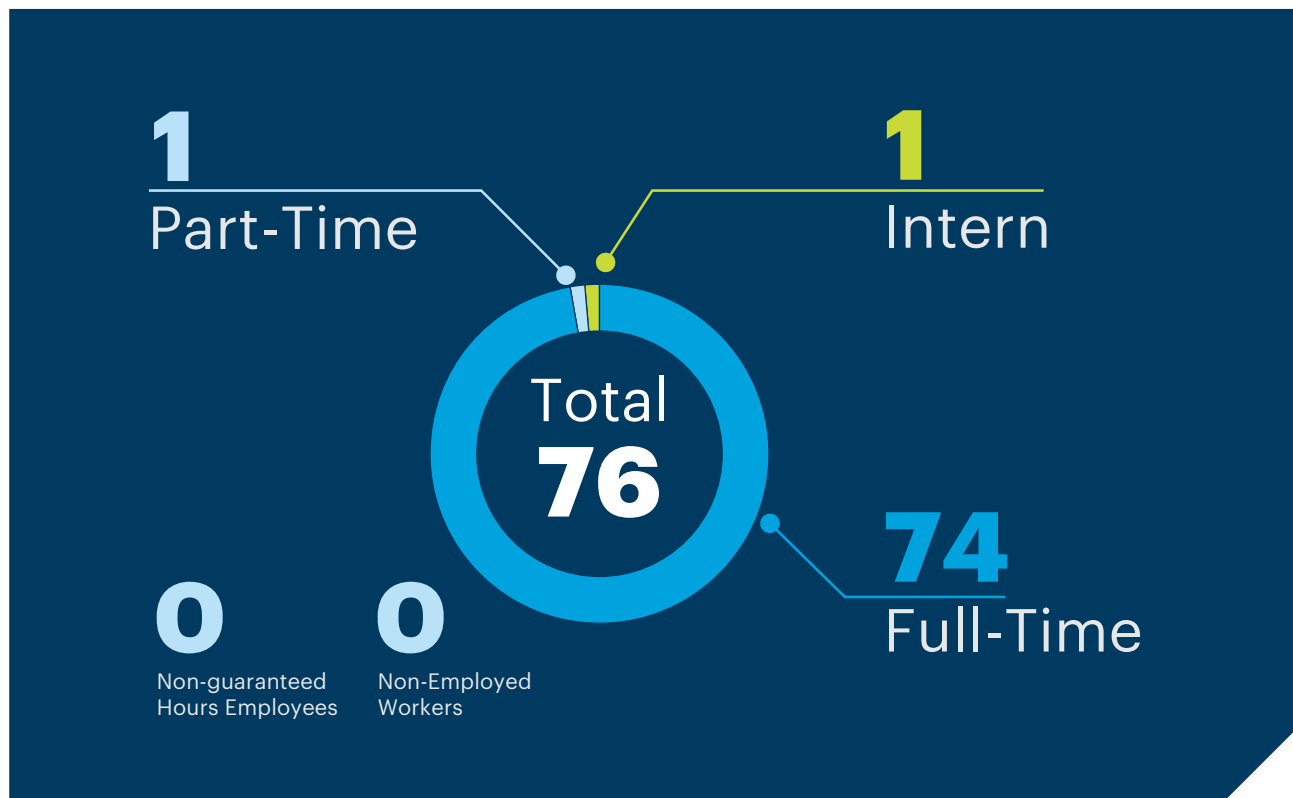 1
Part-Time
1
Intern
Total
76
74
Full-Time
0
Non-guaranteed
Hours Employees
0
Non-Employed
Workers